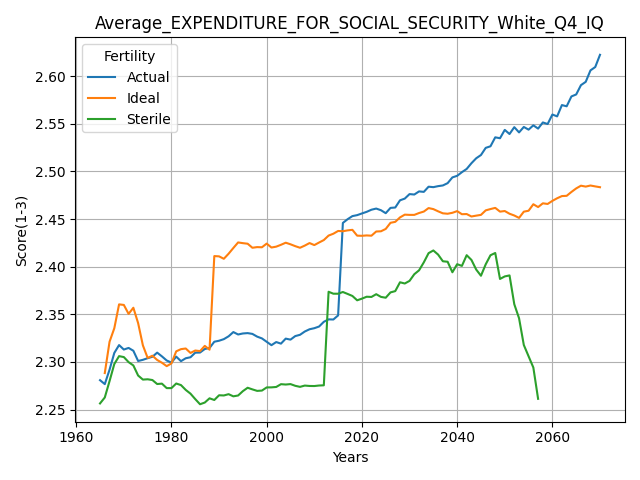 Average_EXPENDITURE_FOR_SOCIAL_SECURITY_White_Q4_IQ
Fertility
Actual
Ideal
Sterile
Score(1-3)
2.60
2.55
2.50
2.45
2.40
2.35
2.30
2.25
1960
1980
2000
2020
2040
2060
Years